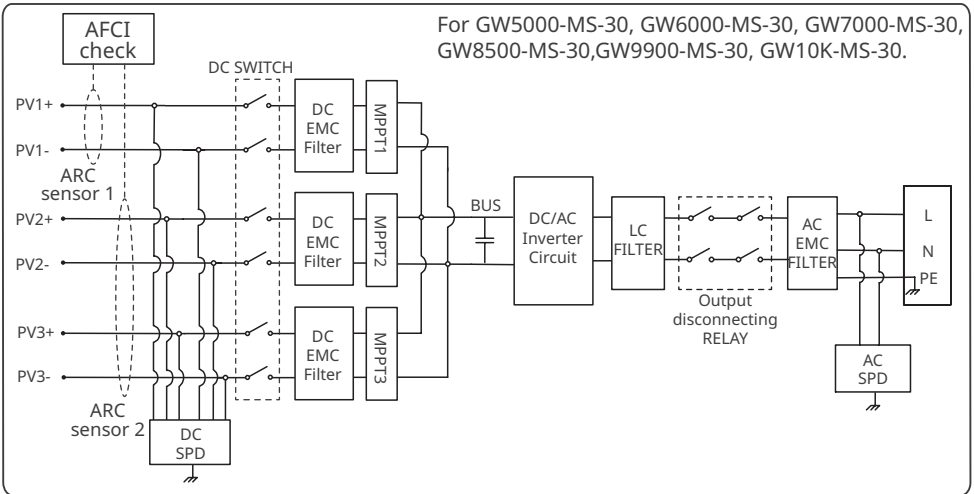 For GW5000-MS-30, GW6000-MS-30, GW7000-MS-30,
GW8500-MS-30,GW9900-MS-30, GW10K-MS-30.
AFCI
check
DC SWITCH
PV1+
PV1-
ARC
sensor 1
PV2+
PV2-
PV3+
PV3-
ARC
sensor 2
DC
SPD
DC
EMC
Filter
MPPT1
DC
EMC
Filter
MPPT2
DC
EMC
Filter
MPPT3
BUS
DC/AC
Inverter
Circuit
LC
FILTER
Output
disconnecting
RELAY
AC
EMC
FILTER
L
N
PE
AC
SPD